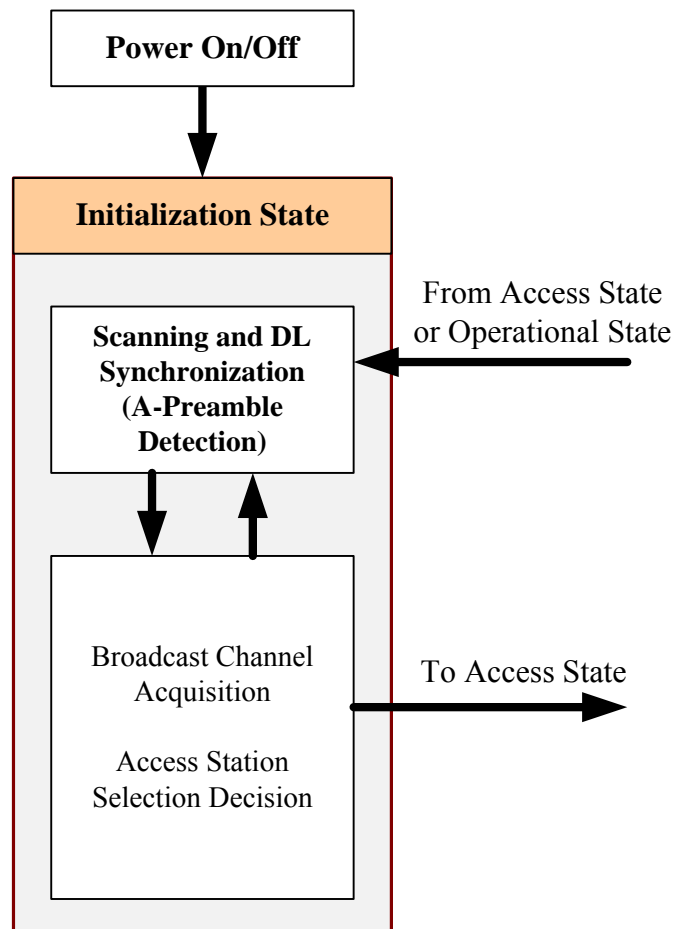 Power On/Off
Initialization State
Scanning and DL
Synchronization
(A-Preamble
Detection)
From Access State
or Operational State
Broadcast Channel
Acquisition
Access Station
Selection Decision
To Access State